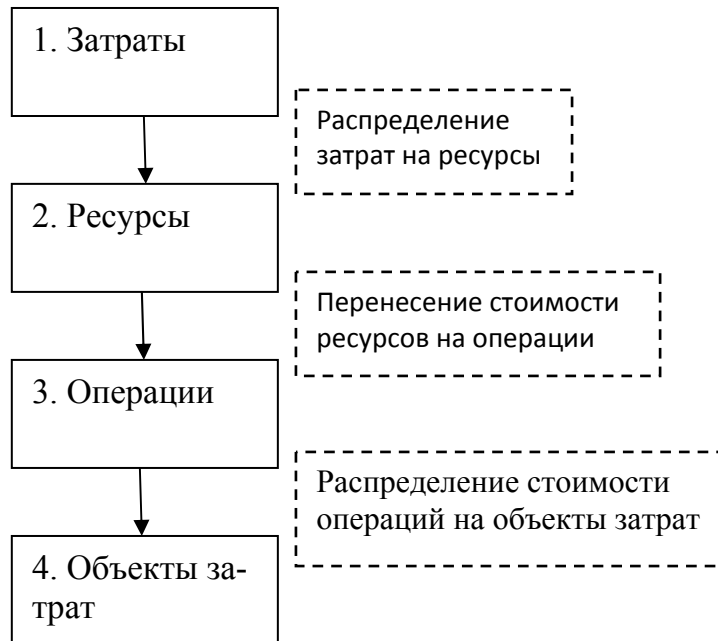 1. Затраты
Распределение
затрат на ресурсы
2. Ресурсы
Перенесение стоимости
ресурсов на операции
3. Операции
Распределение стоимости
операций на объекты затрат
4. Объекты за-
трат